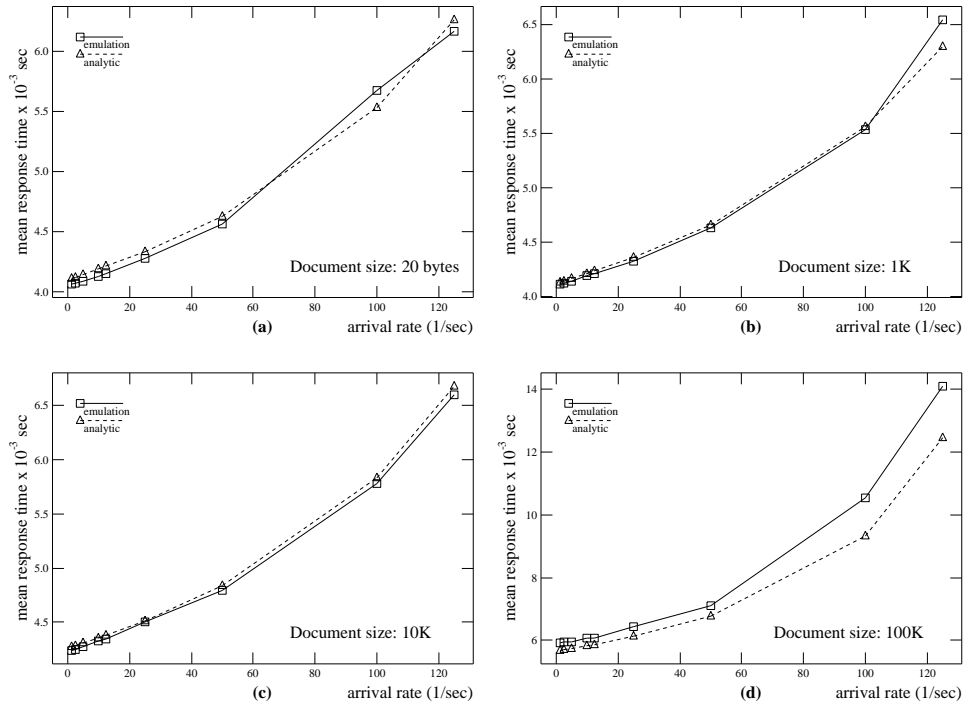 mean response time x 10⁻³ sec
6.0
5.5
5.0
4.5
4.0
emulation
analytic
Document size: 20 bytes
0 20 40 60 80 100 120
(a) arrival rate (1/sec)
mean response time x 10⁻³ sec
6.5
6.0
5.5
5.0
4.5
4.0
emulation
analytic
Document size: 1K
0 20 40 60 80 100 120
(b) arrival rate (1/sec)
mean response time x 10⁻³ sec
6.5
6.0
5.5
5.0
4.5
emulation
analytic
Document size: 10K
0 20 40 60 80 100 120
(c) arrival rate (1/sec)
mean response time x 10⁻³ sec
14
12
10
8
6
emulation
analytic
Document size: 100K
0 20 40 60 80 100 120
(d) arrival rate (1/sec)